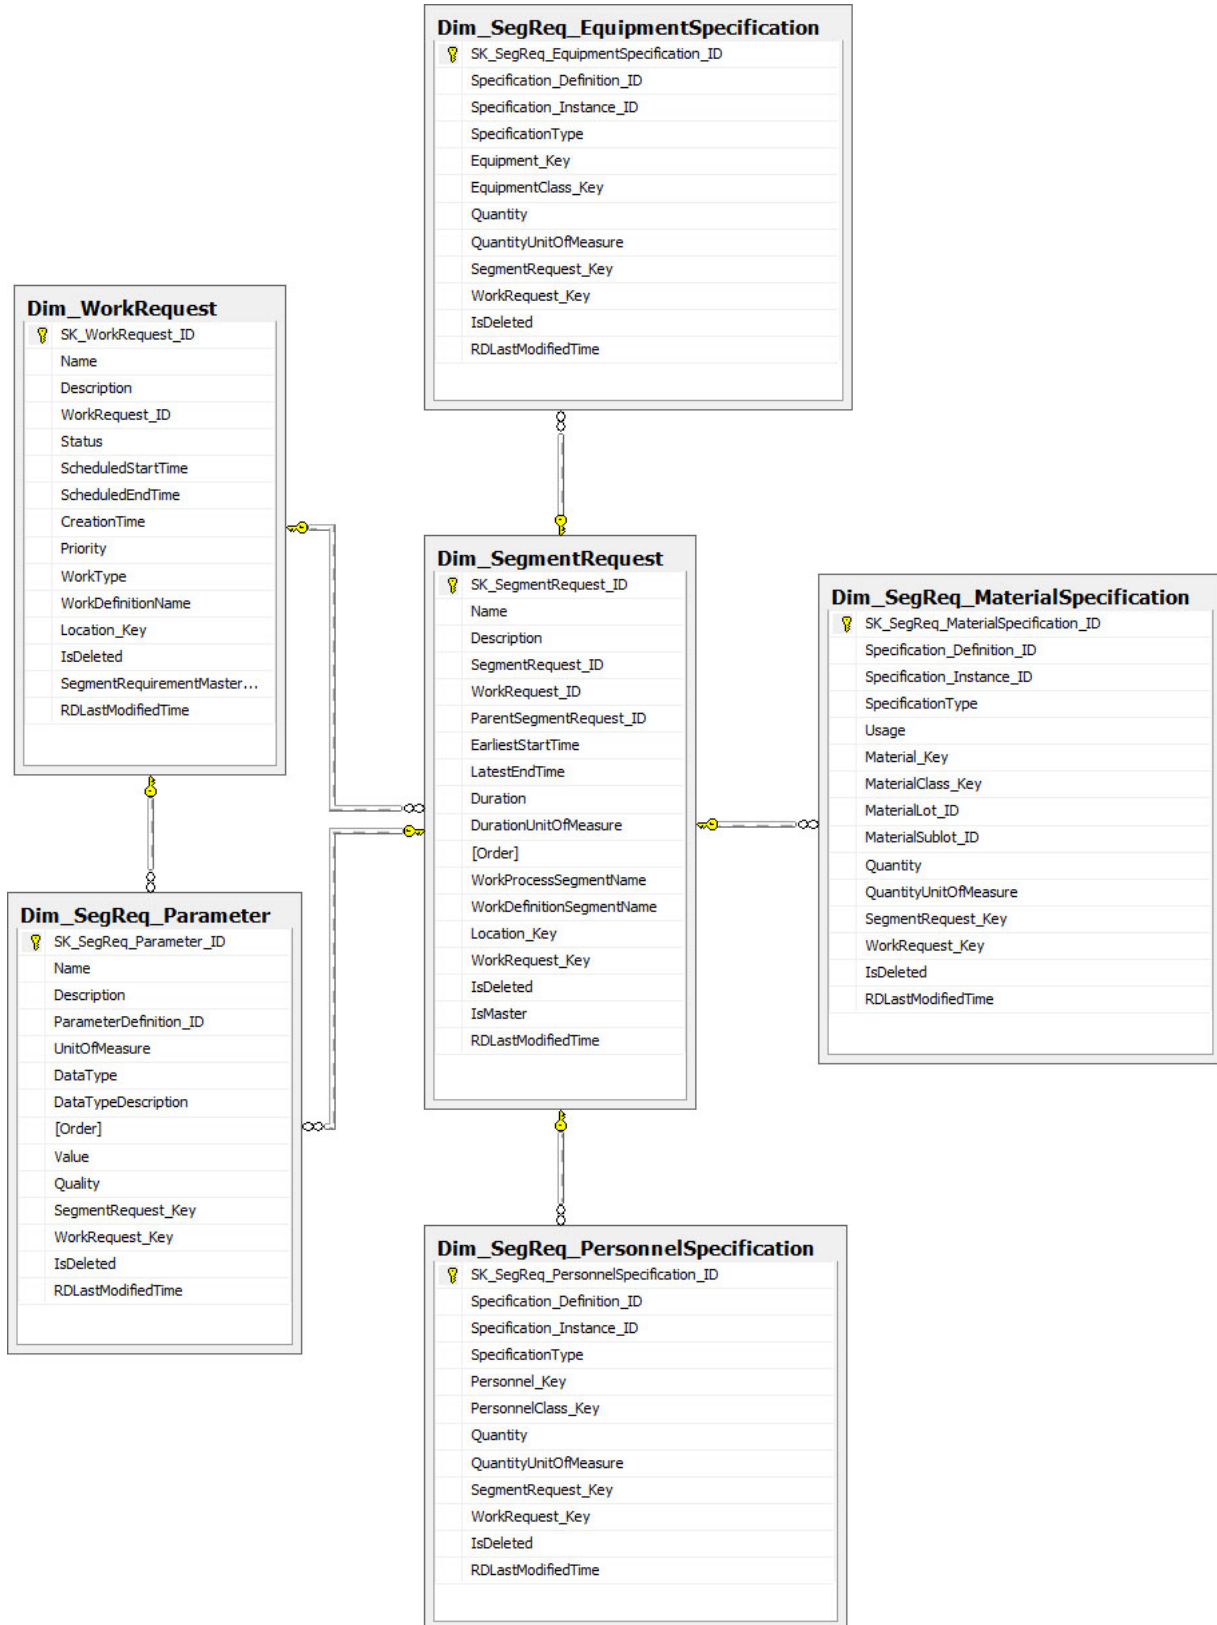 Dim_SegReq_EquipmentSpecification
SK_SegReq_EquipmentSpecification_ID
Specification_Definition_ID
Specification_Instance_ID
SpecificationType
Equipment_Key
EquipmentClass_Key
Quantity
QuantityUnitOfMeasure
SegmentRequest_Key
WorkRequest_Key
IsDeleted
RDLastModifiedTime
Dim_WorkRequest
SK_WorkRequest_ID
Name
Description
WorkRequest_ID
Status
ScheduledStartTime
ScheduledEndTime
CreationTime
Priority
WorkType
WorkDefinitionName
Location_Key
IsDeleted
SegmentRequirementMaster...
RDLastModifiedTime
Dim_SegmentRequest
SK_SegmentRequest_ID
Name
Description
SegmentRequest_ID
WorkRequest_ID
ParentSegmentRequest_ID
EarliestStartTime
LatestEndTime
Duration
DurationUnitOfMeasure
[Order]
WorkProcessSegmentName
WorkDefinitionSegmentName
Location_Key
WorkRequest_Key
IsDeleted
IsMaster
RDLastModifiedTime
Dim_SegReq_MaterialSpecification
SK_SegReq_MaterialSpecification_ID
Specification_Definition_ID
Specification_Instance_ID
SpecificationType
Usage
Material_Key
MaterialClass_Key
MaterialLot_ID
MaterialSublot_ID
Quantity
QuantityUnitOfMeasure
SegmentRequest_Key
WorkRequest_Key
IsDeleted
RDLastModifiedTime
Dim_SegReq_Parameter
SK_SegReq_Parameter_ID
Name
Description
ParameterDefinition_ID
UnitOfMeasure
DataType
DataTypeDescription
[Order]
Value
Quality
SegmentRequest_Key
WorkRequest_Key
IsDeleted
RDLastModifiedTime
Dim_SegReq_PersonnelSpecification
SK_SegReq_PersonnelSpecification_ID
Specification_Definition_ID
Specification_Instance_ID
SpecificationType
Personnel_Key
PersonnelClass_Key
Quantity
QuantityUnitOfMeasure
SegmentRequest_Key
WorkRequest_Key
IsDeleted
RDLastModifiedTime